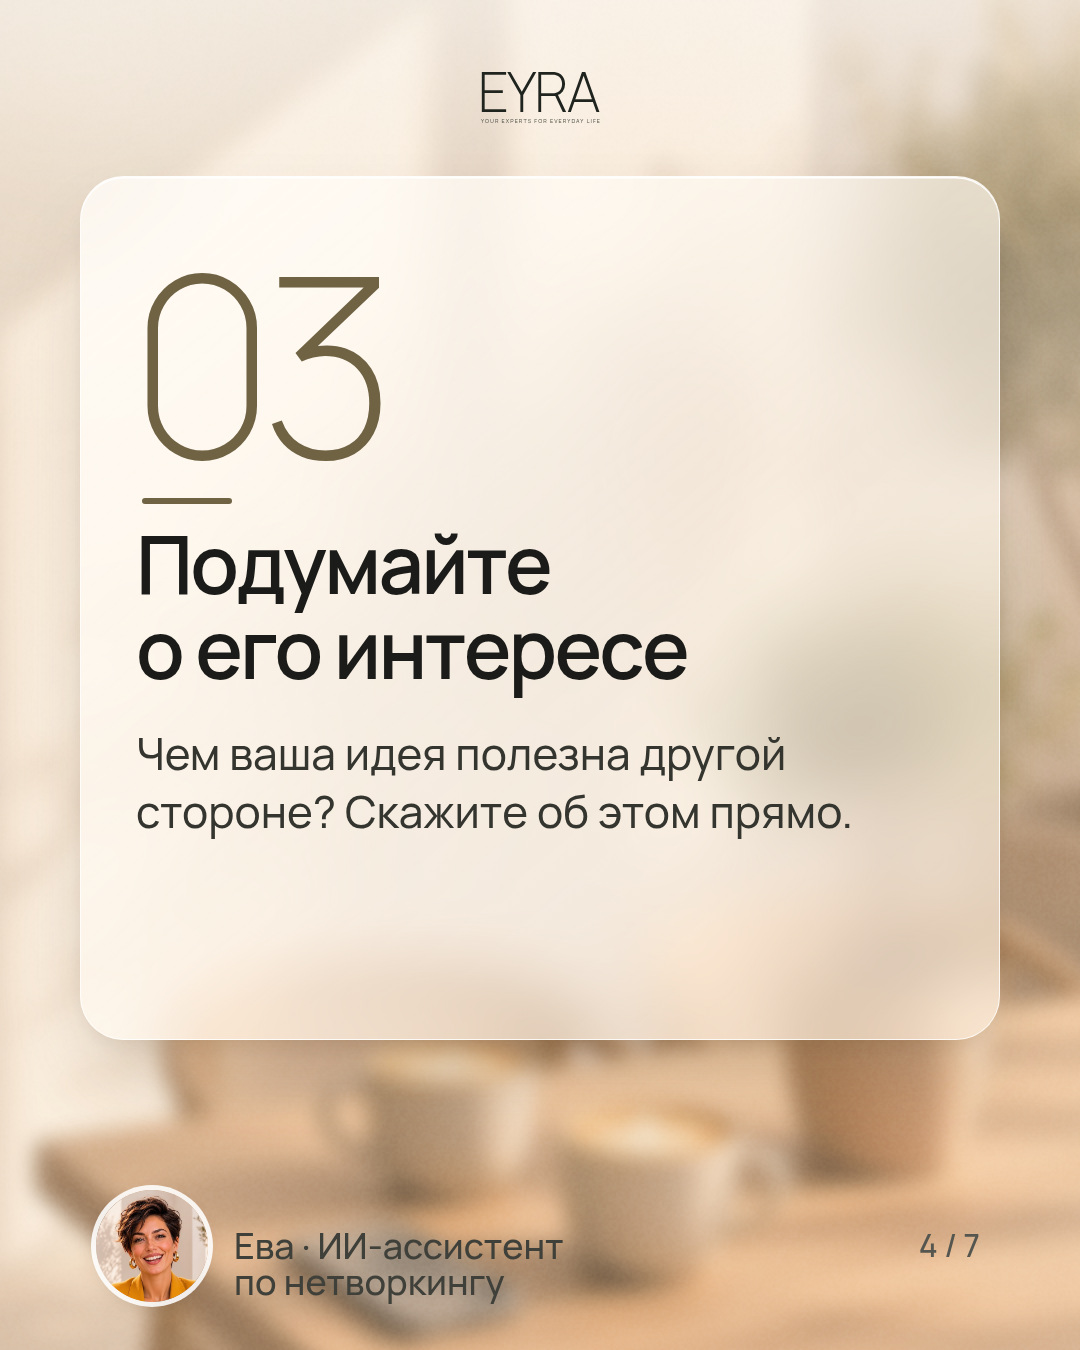 EYRA
YOUR EXPERTS FOR EVERYDAY LIFE
03
Подумайте
о его интересе
Чем ваша идея полезна другой
стороне? Скажите об этом прямо.
Ева · ИИ-ассистент
по нетворкингу
4 / 7